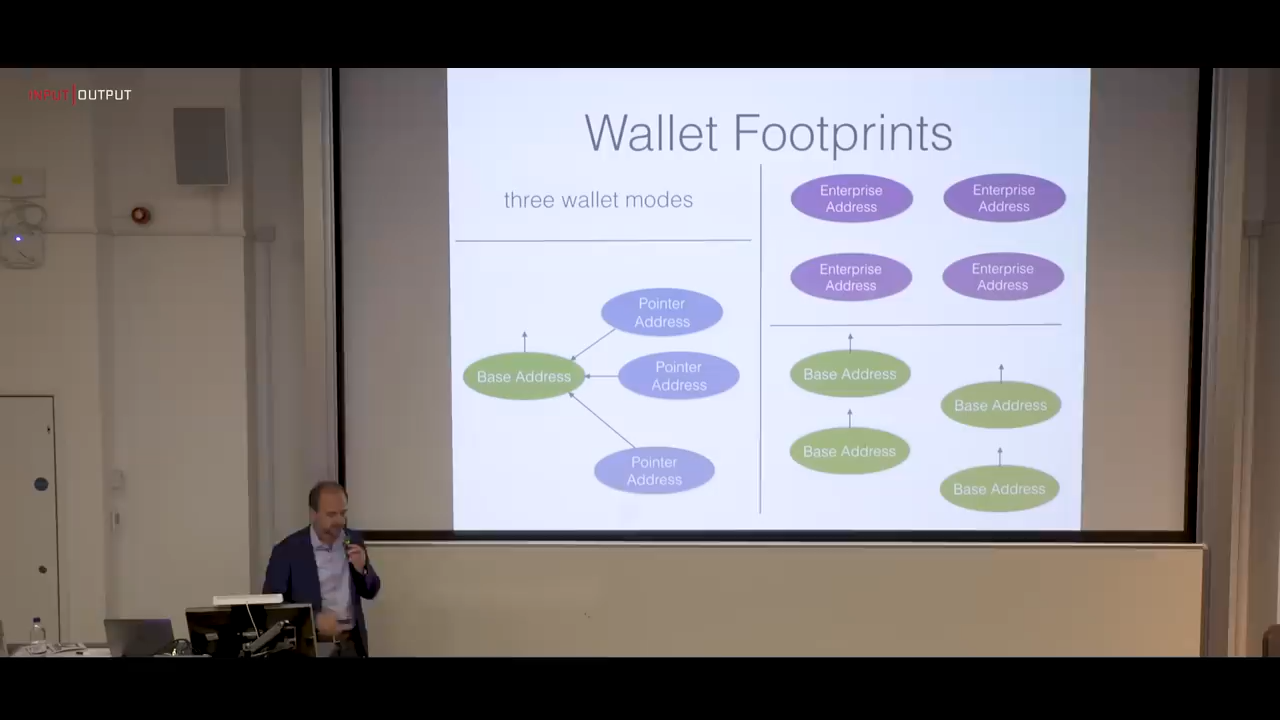 INPUT|OUTPUT
Wallet Footprints
three wallet modes
Pointer
Address
Base Address
Pointer
Address
Pointer
Address
Enterprise
Address
Enterprise
Address
Enterprise
Address
Enterprise
Address
Base Address
Base Address
Base Address
Base Address